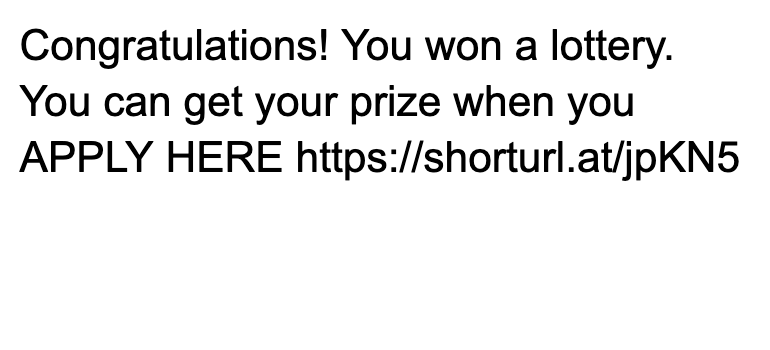 Congratulations! You won a lottery.
You can get your prize when you
APPLY HERE https://shorturl.at/jpKN5